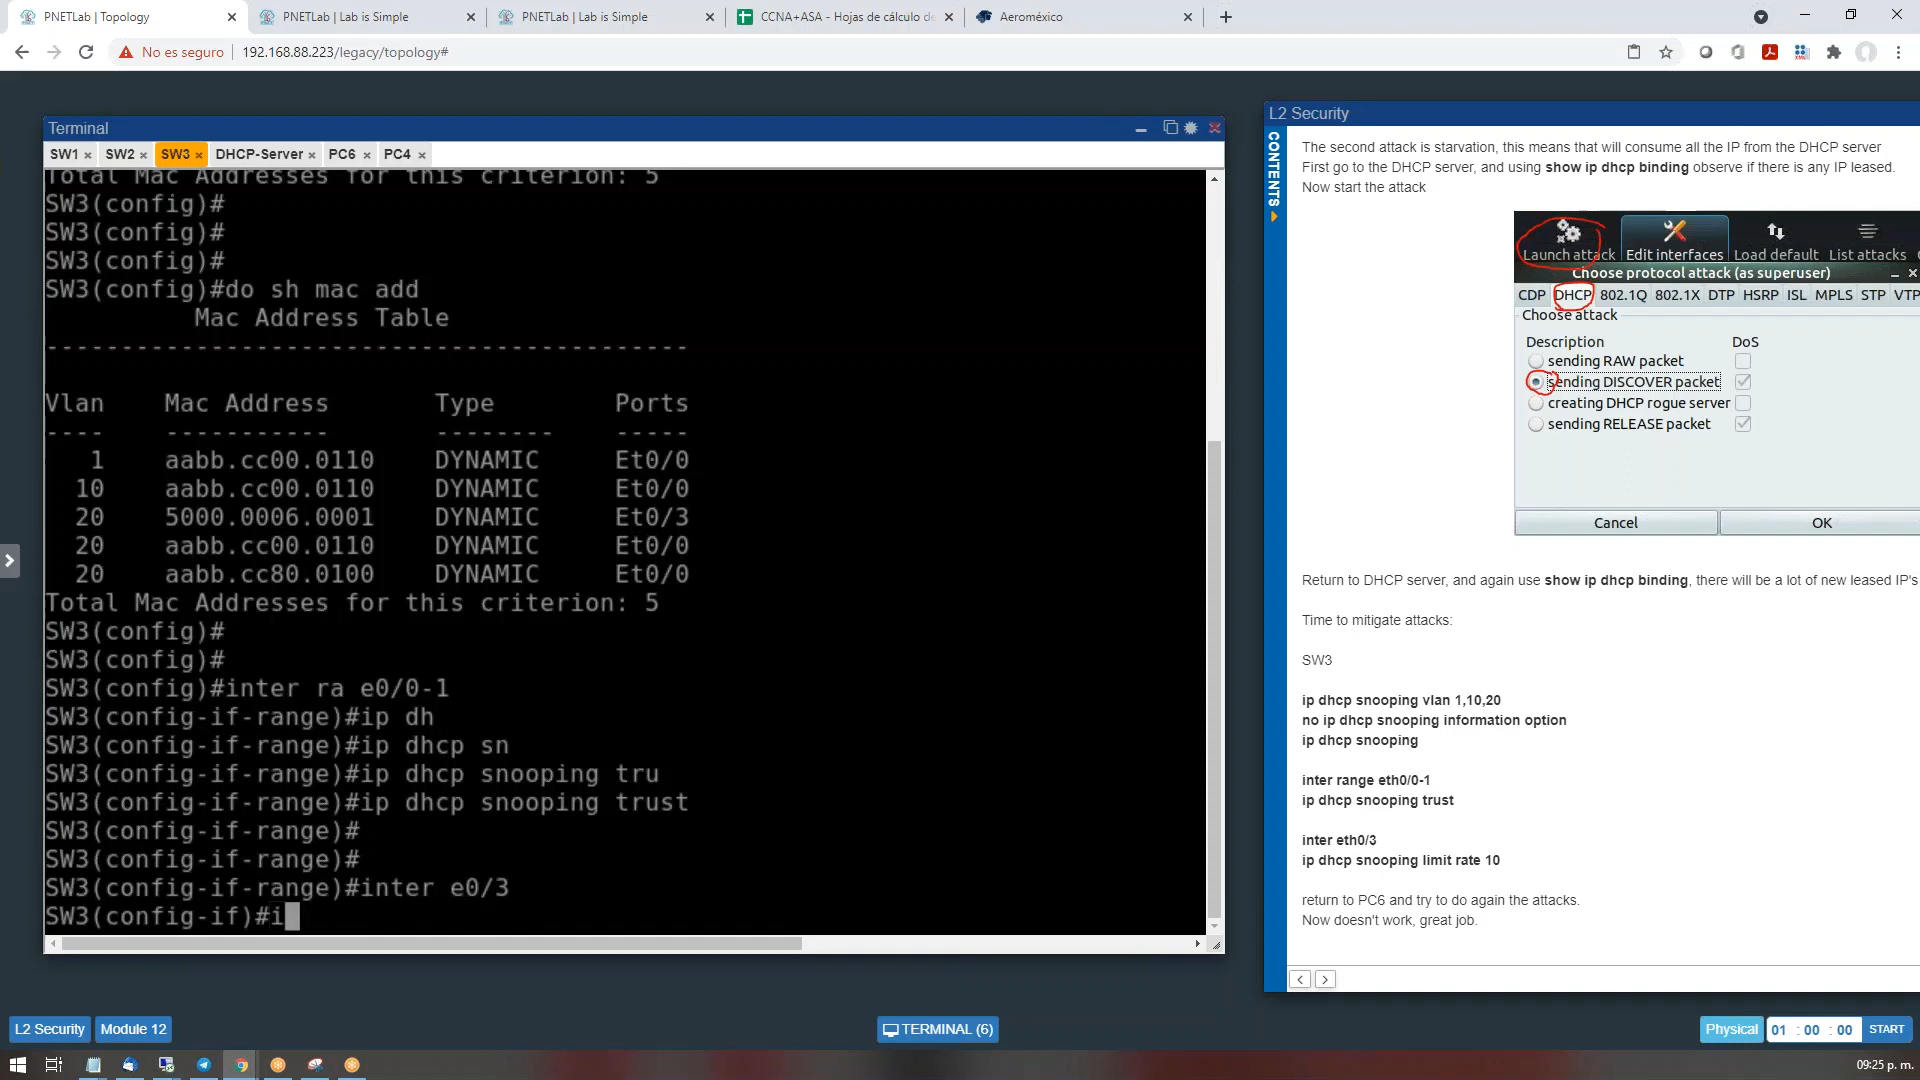 PNETLab | Topology
PNETLab | Lab is Simple
PNETLab | Lab is Simple
CCNA+ASA - Hojas de cálculo de
Aeroméxico
No es seguro
192.168.88.223/legacy/topology#
Terminal
SW1 SW2 SW3 DHCP-Server PC6 PC4
Total Mac Addresses for this criterion: 5
SW3(config)#
SW3(config)#
SW3(config)#
SW3(config)#do sh mac add
Mac Address Table
-------------------------------------------
Vlan Mac Address Type Ports
---- ----------- -------- -----
1 aabb.cc00.0110 DYNAMIC Et0/0
10 aabb.cc00.0110 DYNAMIC Et0/0
20 5000.0006.0001 DYNAMIC Et0/3
20 aabb.cc00.0110 DYNAMIC Et0/0
20 aabb.cc80.0100 DYNAMIC Et0/0
Total Mac Addresses for this criterion: 5
SW3(config)#
SW3(config)#
SW3(config)#inter ra e0/0-1
SW3(config-if-range)#ip dh
SW3(config-if-range)#ip dhcp sn
SW3(config-if-range)#ip dhcp snooping tru
SW3(config-if-range)#ip dhcp snooping trust
SW3(config-if-range)#
SW3(config-if-range)#
SW3(config-if-range)#inter e0/3
SW3(config-if)#i
L2 Security
CONTENTS
The second attack is starvation, this means that will consume all the IP from the DHCP server
First go to the DHCP server, and using show ip dhcp binding observe if there is any IP leased.
Now start the attack
Launch attack Edit interfaces Load default List attacks
Choose protocol attack (as superuser)
CDP DHCP 802.1Q 802.1X DTP HSRP ISL MPLS STP VTP
Choose attack
Description DoS
sending RAW packet
sending DISCOVER packet
creating DHCP rogue server
sending RELEASE packet
Cancel OK
Return to DHCP server, and again use show ip dhcp binding, there will be a lot of new leased IP's
Time to mitigate attacks:
SW3
ip dhcp snooping vlan 1,10,20
no ip dhcp snooping information option
ip dhcp snooping
inter range eth0/0-1
ip dhcp snooping trust
inter eth0/3
ip dhcp snooping limit rate 10
return to PC6 and try to do again the attacks.
Now doesn't work, great job.
L2 Security Module 12
TERMINAL (6)
Physical 01 : 00 : 00 START
09:25 p. m.